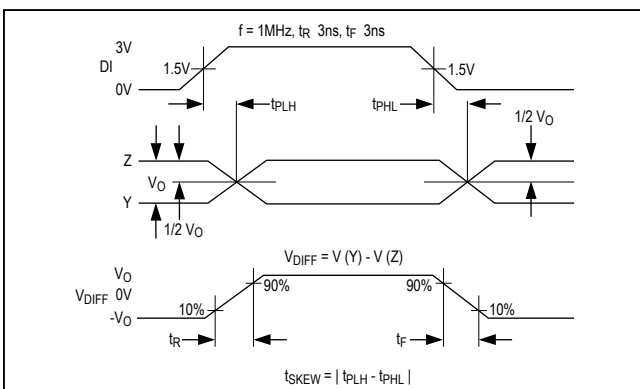 f = 1MHz, tR 3ns, tF 3ns
3V
DI
1.5V
1.5V
0V
tPLH
tPHL
1/2 VO
Z
VO
Y
1/2 VO
VDIFF = V (Y) - V (Z)
VO
90%
90%
VDIFF 0V
10%
10%
-VO
tR
tF
tSKEW = | tPLH - tPHL |